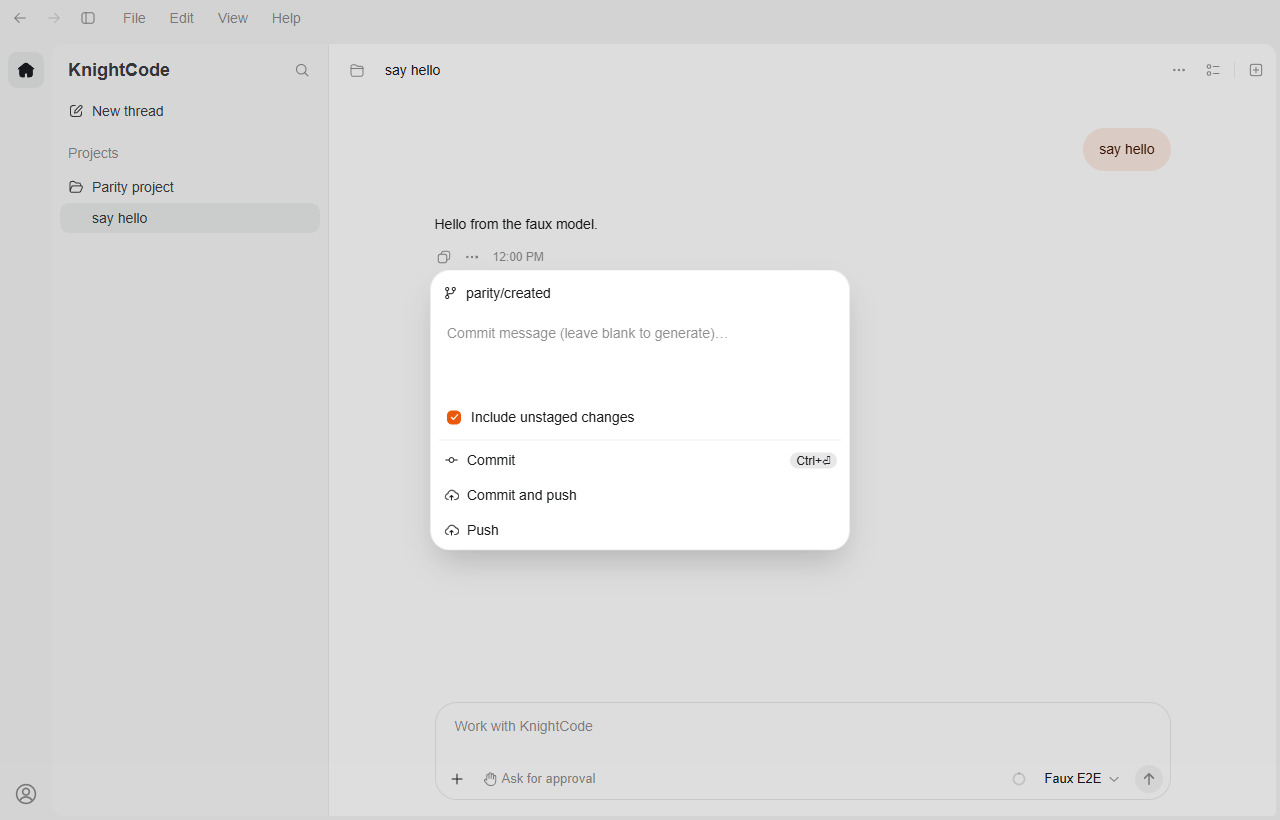 File Edit View Help
KnightCode
New thread
Projects
Parity project
say hello
say hello
say hello
Hello from the faux model.
12:00 PM
parity/created
Commit message (leave blank to generate)…
Include unstaged changes
Commit Ctrl+⏎
Commit and push
Push
Work with KnightCode
Ask for approval
Faux E2E